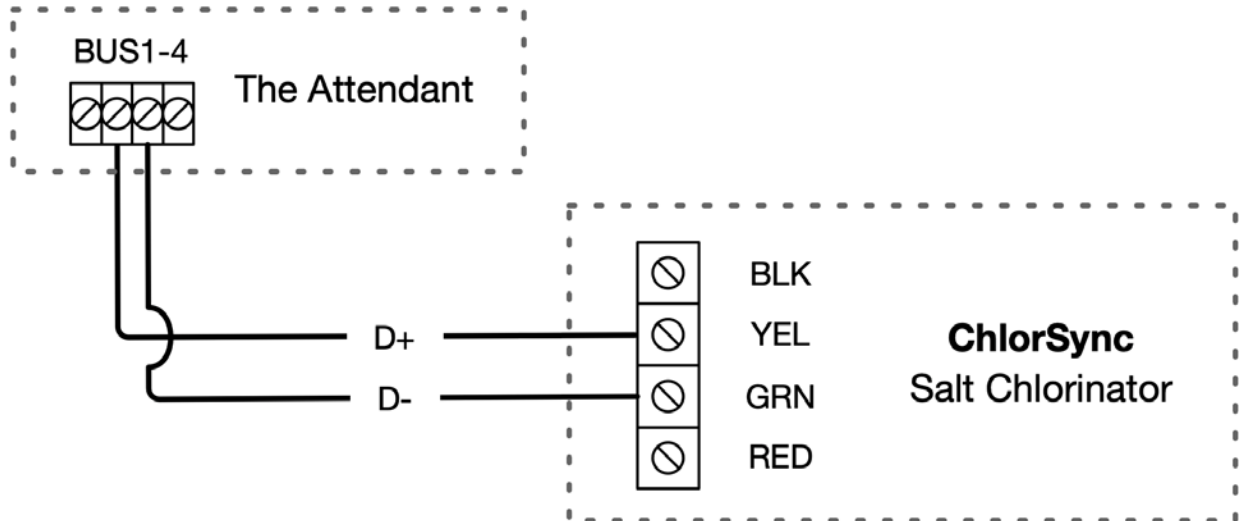 BUS1-4
The Attendant
BLK
YEL
GRN
RED
D+
D-
ChlorSync
Salt Chlorinator